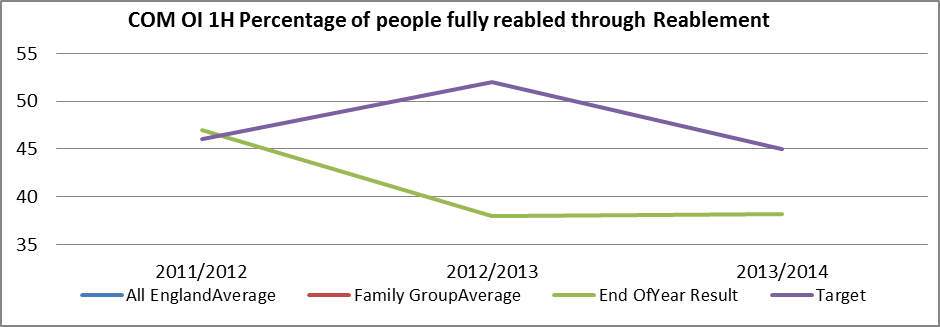 COM OI 1H Percentage of people fully reabled through Reablement
55
50
45
40
35
2011/2012 2012/2013 2013/2014
All EnglandAverage Family GroupAverage End OfYear Result Target